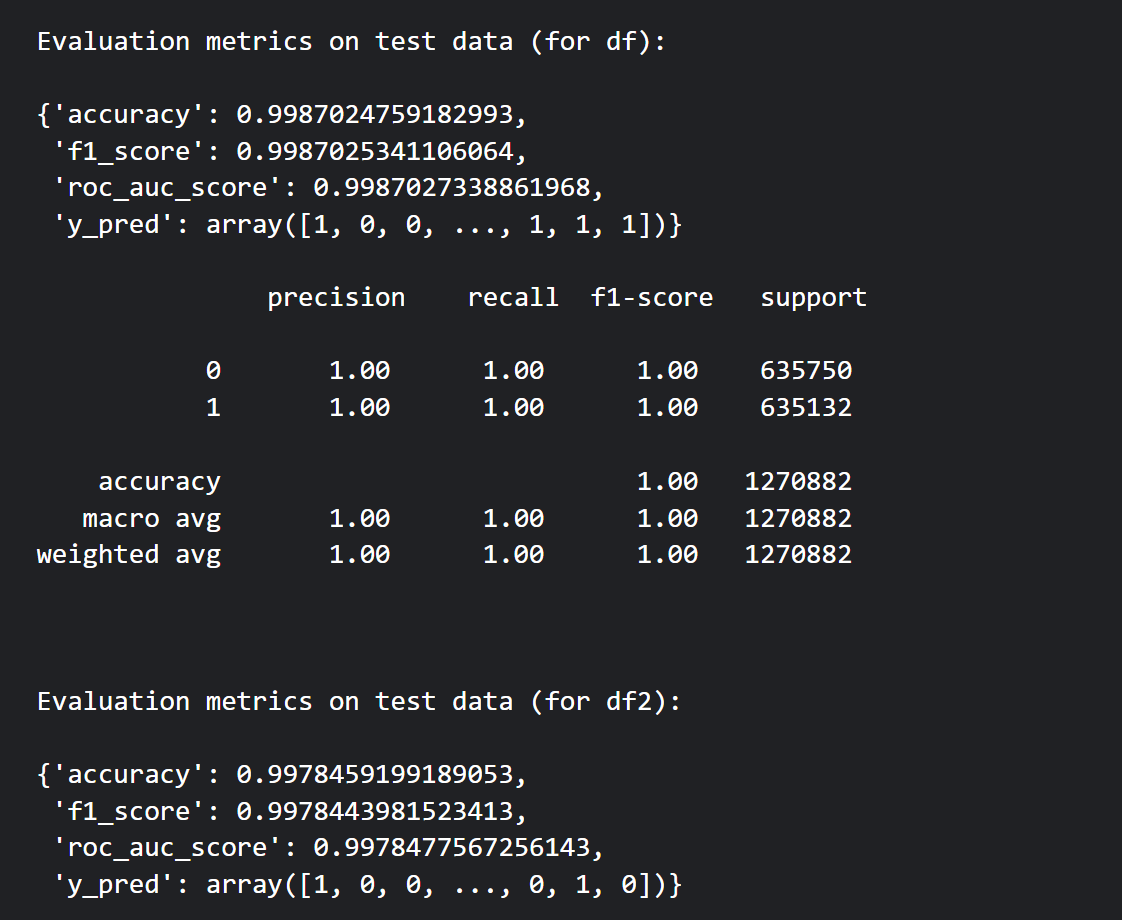 Evaluation metrics on test data (for df):
{'accuracy': 0.9987024759182993,
'f1_score': 0.9987025341106064,
'roc_auc_score': 0.9987027338861968,
'y_pred': array([1, 0, 0, ..., 1, 1, 1])}
precision recall f1-score support
0 1.00 1.00 1.00 635750
1 1.00 1.00 1.00 635132
accuracy 1.00 1270882
macro avg 1.00 1.00 1.00 1270882
weighted avg 1.00 1.00 1.00 1270882
Evaluation metrics on test data (for df2):
{'accuracy': 0.9978459199189053,
'f1_score': 0.9978443981523413,
'roc_auc_score': 0.9978477567256143,
'y_pred': array([1, 0, 0, ..., 0, 1, 0])}